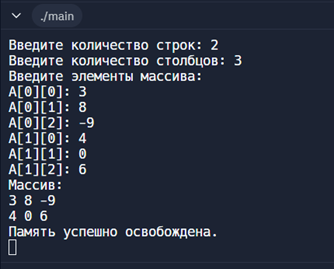 ./main
Введите количество строк: 2
Введите количество столбцов: 3
Введите элементы массива:
A[0][0]: 3
A[0][1]: 8
A[0][2]: -9
A[1][0]: 4
A[1][1]: 0
A[1][2]: 6
Массив:
3 8 -9
4 0 6
Память успешно освобождена.